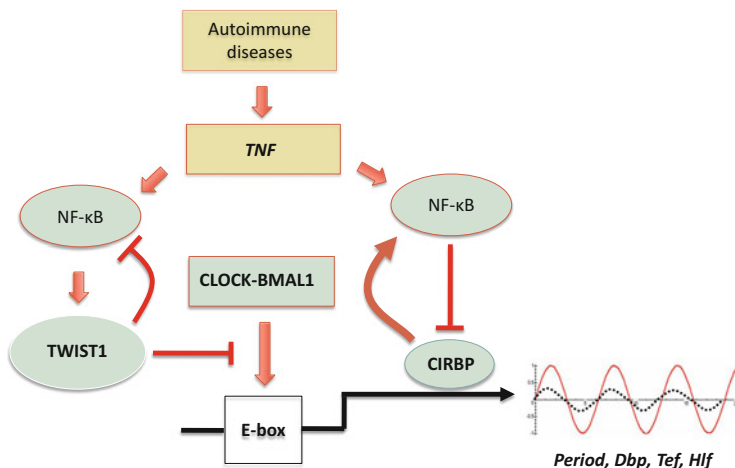 Autoimmune
diseases
TNF
NF-κB
NF-κB
CLOCK-BMAL1
TWIST1
CIRBP
E-box
Period, Dbp, Tef, Hlf